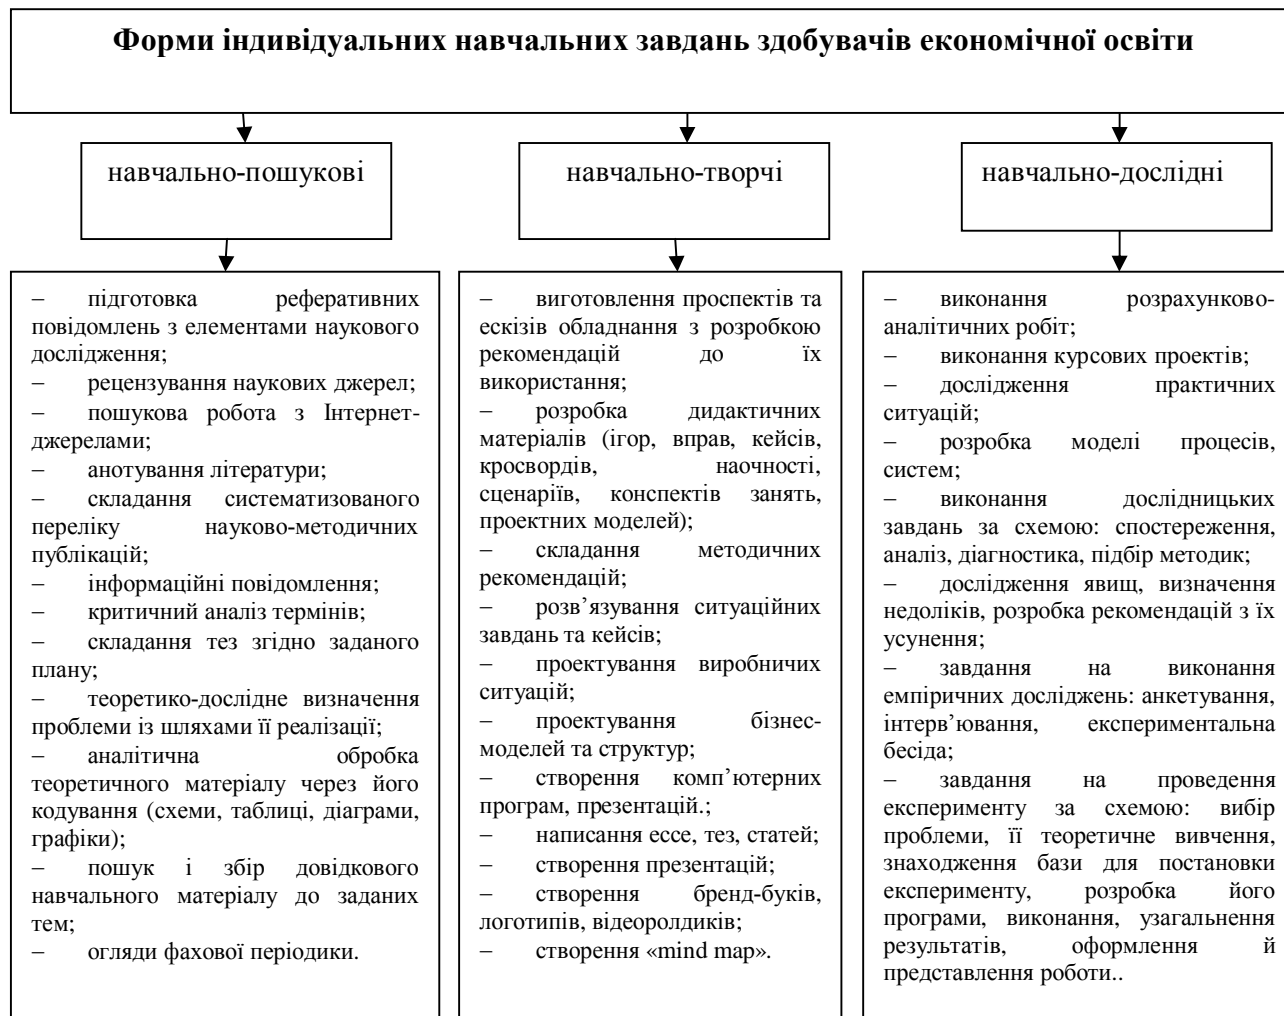 Форми індивідуальних навчальних завдань здобувачів економічної освіти
навчально-пошукові
навчально-творчі
навчально-дослідні
– підготовка реферативних
повідомлень з елементами наукового
дослідження;
– рецензування наукових джерел;
– пошукова робота з Інтернет-
джерелами;
– анотування літератури;
– складання систематизованого
переліку науково-методичних
публікацій;
– інформаційні повідомлення;
– критичний аналіз термінів;
– складання тез згідно заданого
плану;
– теоретико-дослідне визначення
проблеми із шляхами її реалізації;
– аналітична обробка
теоретичного матеріалу через його
кодування (схеми, таблиці, діаграми,
графіки);
– пошук і збір довідкового
навчального матеріалу до заданих
тем;
– огляди фахової періодики.
– виготовлення проспектів та
ескізів обладнання з розробкою
рекомендацій до їх
використання;
– розробка дидактичних
матеріалів (ігор, вправ, кейсів,
кросвордів, наочності,
сценаріїв, конспектів занять,
проектних моделей);
– складання методичних
рекомендацій;
– розв’язування ситуаційних
завдань та кейсів;
– проектування виробничих
ситуацій;
– проектування бізнес-
моделей та структур;
– створення комп’ютерних
програм, презентацій.;
– написання ессе, тез, статей;
– створення презентацій;
– створення бренд-буків,
логотипів, відеоролдиків;
– створення «mind map».
– виконання розрахунково-
аналітичних робіт;
– виконання курсових проектів;
– дослідження практичних
ситуацій;
– розробка моделі процесів,
систем;
– виконання дослідницьких
завдань за схемою: спостереження,
аналіз, діагностика, підбір методик;
– дослідження явищ, визначення
недоліків, розробка рекомендацій з їх
усунення;
– завдання на виконання
емпіричних досліджень: анкетування,
інтерв’ювання, експериментальна
бесіда;
– завдання на проведення
експерименту за схемою: вибір
проблеми, її теоретичне вивчення,
знаходження бази для постановки
експерименту, розробка його
програми, виконання, узагальнення
результатів, оформлення й
представлення роботи..